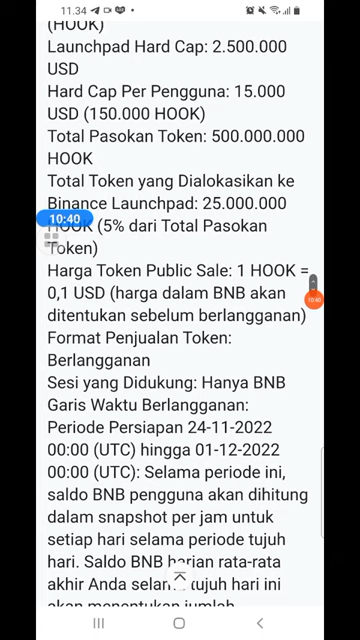 11.34
(HOOK)
Launchpad Hard Cap: 2.500.000
USD
Hard Cap Per Pengguna: 15.000
USD (150.000 HOOK)
Total Pasokan Token: 500.000.000
HOOK
Total Token yang Dialokasikan ke
Binance Launchpad: 25.000.000
10:40
HOOK (5% dari Total Pasokan
Token)
Harga Token Public Sale: 1 HOOK =
0,1 USD (harga dalam BNB akan
10:40
ditentukan sebelum berlangganan)
Format Penjualan Token:
Berlangganan
Sesi yang Didukung: Hanya BNB
Garis Waktu Berlangganan:
Periode Persiapan 24-11-2022
00:00 (UTC) hingga 01-12-2022
00:00 (UTC): Selama periode ini,
saldo BNB pengguna akan dihitung
dalam snapshot per jam untuk
setiap hari selama periode tujuh
hari. Saldo BNB harian rata-rata
akhir Anda selama tujuh hari ini
akan menentukan jumlah